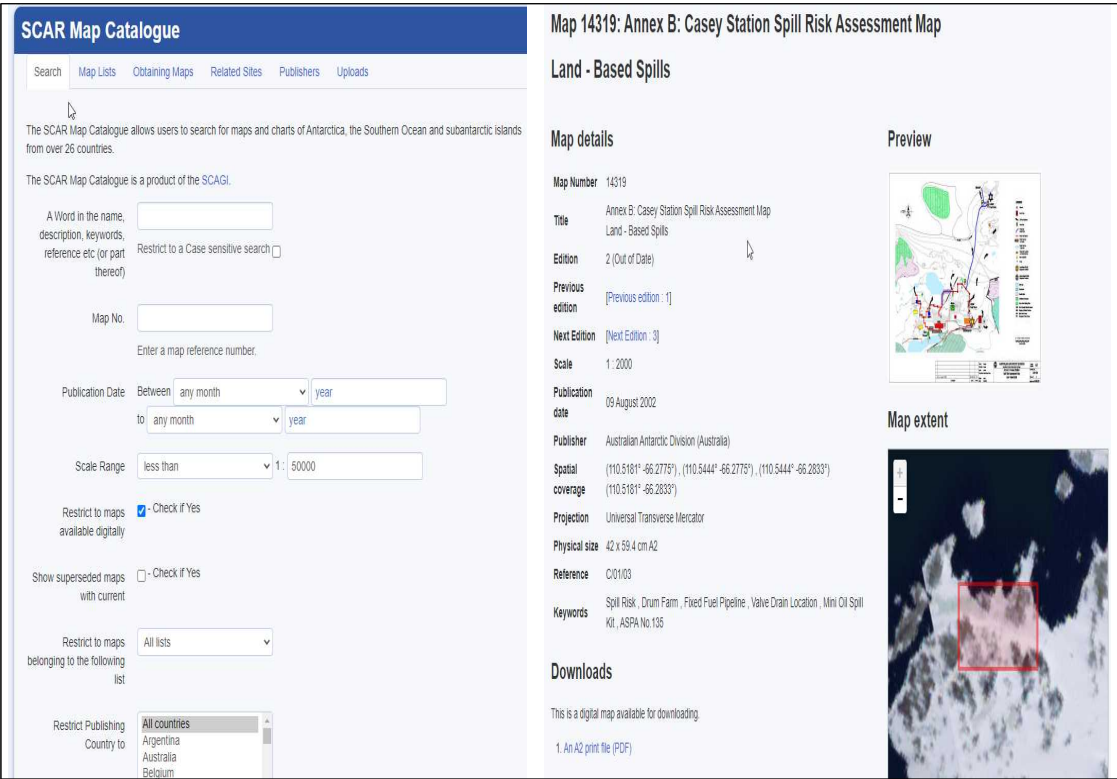 SCAR Map Catalogue
Search Map Lists Obtaining Maps Related Sites Publishers Uploads
The SCAR Map Catalogue allows users to search for maps and charts of Antarctica, the Southern Ocean and subantarctic islands
from over 26 countries.
The SCAR Map Catalogue is a product of the SCAGI.
A Word in the name,
description, keywords,
reference etc (or part
thereof)
Restrict to a Case sensitive search
Map No.
Enter a map reference number.
Publication Date Between any month year
to any month year
Scale Range less than 1 : 50000
Restrict to maps
available digitally
- Check if Yes
Show superseded maps
with current
- Check if Yes
Restrict to maps
belonging to the following
list
All lists
Restrict Publishing
Country to
All countries
Argentina
Australia
Belgium
Map 14319: Annex B: Casey Station Spill Risk Assessment Map
Land - Based Spills
Map details
Map Number 14319
Title
Annex B: Casey Station Spill Risk Assessment Map
Land - Based Spills
Edition 2 (Out of Date)
Previous
edition
[Previous edition : 1]
Next Edition [Next Edition : 3]
Scale 1 : 2000
Publication
date
09 August 2002
Publisher Australian Antarctic Division (Australia)
Spatial
coverage
(110.5181° -66.2775°) , (110.5444° -66.2775°) , (110.5444° -66.2833°)
(110.5181° -66.2833°)
Projection Universal Transverse Mercator
Physical size 42 x 59.4 cm A2
Reference C/01/03
Keywords
Spill Risk , Drum Farm , Fixed Fuel Pipeline , Valve Drain Location , Mini Oil Spill
Kit , ASPA No.135
Downloads
This is a digital map available for downloading.
1. An A2 print file (PDF)
Preview
Map extent
+
-